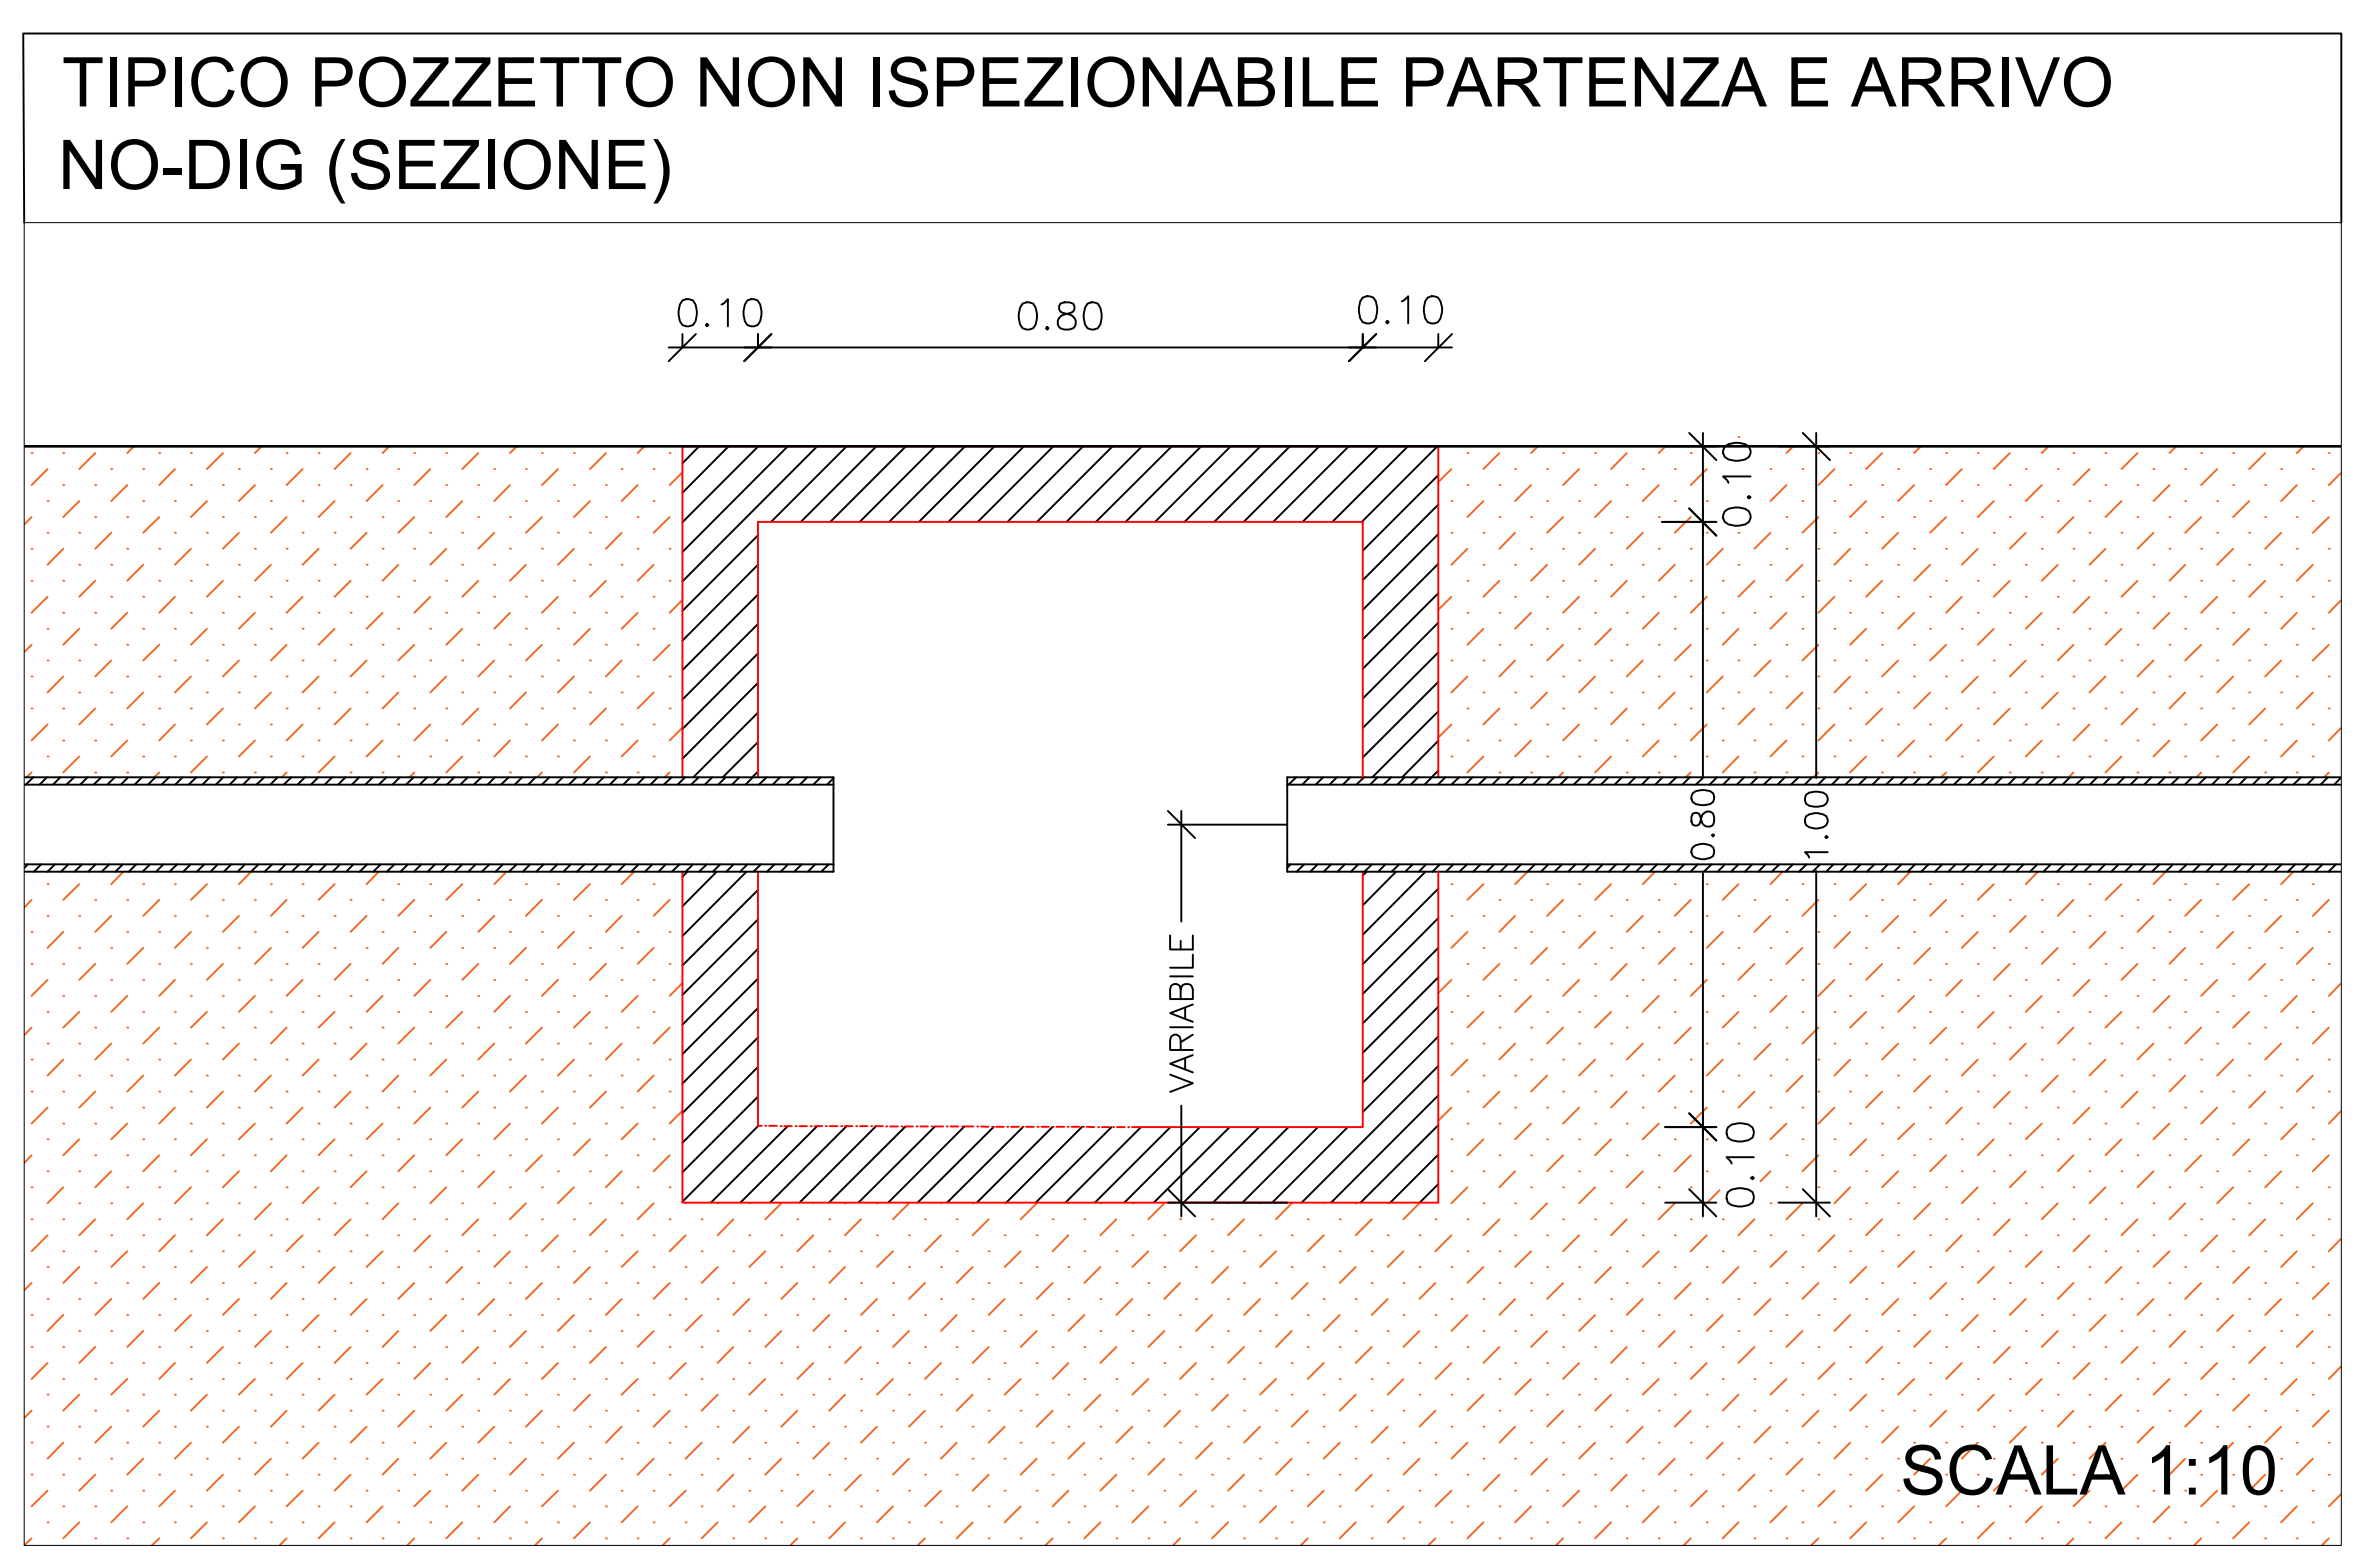 TIPICO POZZETTO NON ISPEZIONABILE PARTENZA E ARRIVO
NO-DIG (SEZIONE)
0.10
0.80
0.10
0.10
0.80
1.00
VARIABILE
0.10
SCALA 1:10